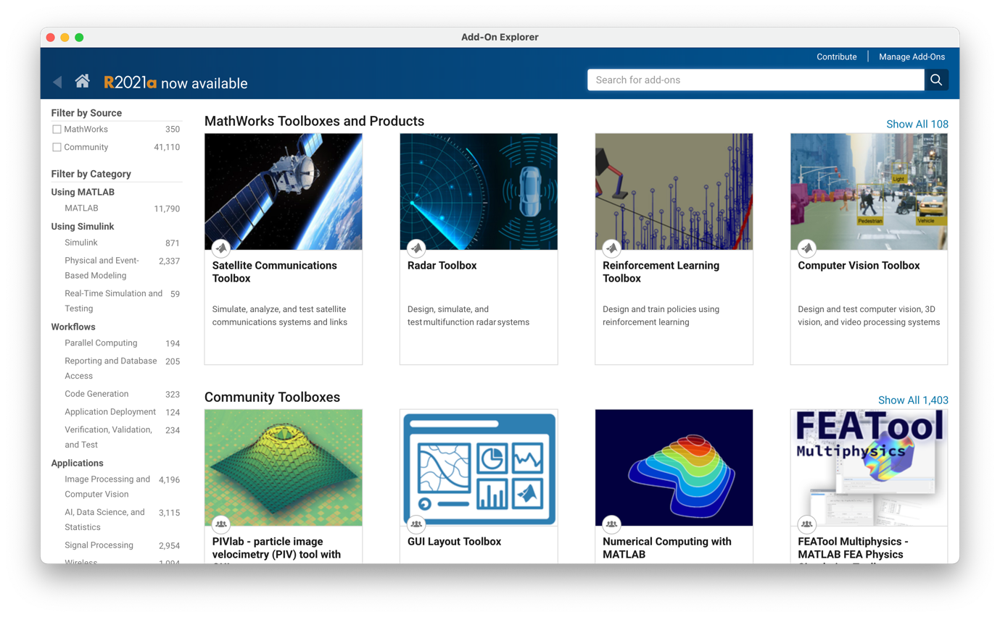 Add-On Explorer
Contribute
Manage Add-Ons
R2021a now available
Search for add-ons
Filter by Source
MathWorks 350
Community 41,110
Filter by Category
Using MATLAB
MATLAB 11,790
Using Simulink
Simulink 871
Physical and Event- 2,337
Based Modeling
Real-Time Simulation and 59
Testing
Workflows
Parallel Computing 194
Reporting and Database 205
Access
Code Generation 323
Application Deployment 124
Verification, Validation, 234
and Test
Applications
Image Processing and 4,196
Computer Vision
AI, Data Science, and 3,115
Statistics
Signal Processing 2,954
Wireless 1,094
MathWorks Toolboxes and Products
Show All 108
Satellite Communications
Toolbox
Simulate, analyze, and test satellite
communications systems and links
Radar Toolbox
Design, simulate, and
test multifunction radar systems
Reinforcement Learning
Toolbox
Design and train policies using
reinforcement learning
Light
Pedestrian
Vehicle
Computer Vision Toolbox
Design and test computer vision, 3D
vision, and video processing systems
Community Toolboxes
Show All 1,403
PIVlab - particle image
velocimetry (PIV) tool with
GUI Layout Toolbox
Numerical Computing with
MATLAB
FEATool
Multiphysics
FEATool Multiphysics -
MATLAB FEA Physics